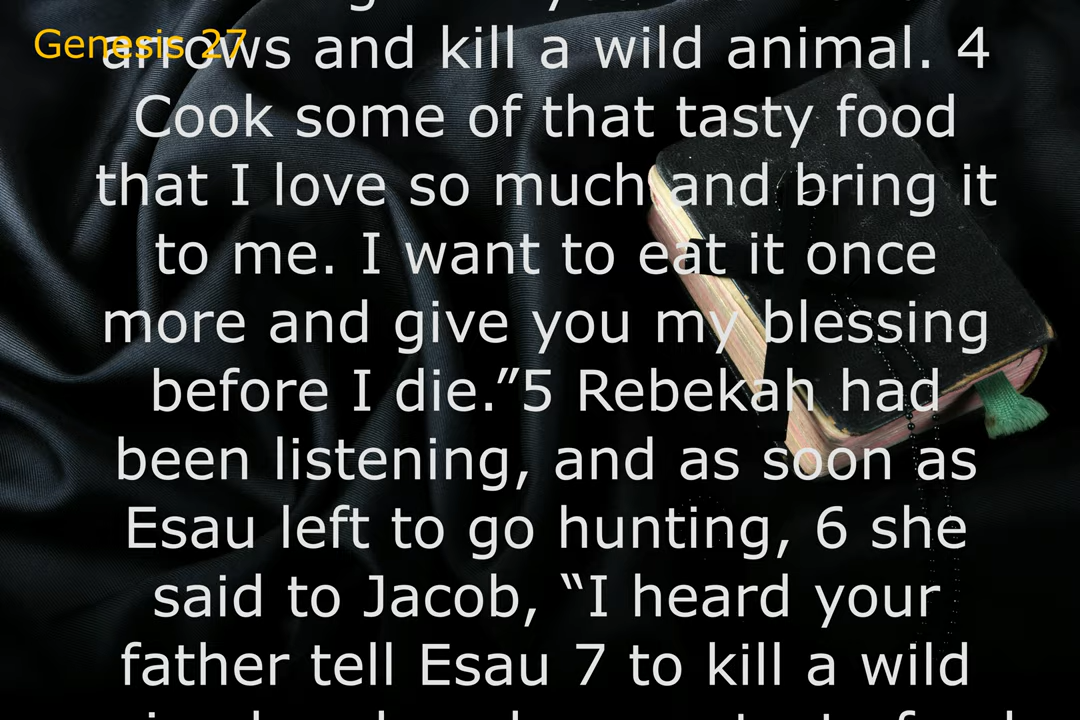 Genesis 27
arrows and kill a wild animal. 4
Cook some of that tasty food
that I love so much and bring it
to me. I want to eat it once
more and give you my blessing
before I die.”5 Rebekah had
been listening, and as soon as
Esau left to go hunting, 6 she
said to Jacob, “I heard your
father tell Esau 7 to kill a wild